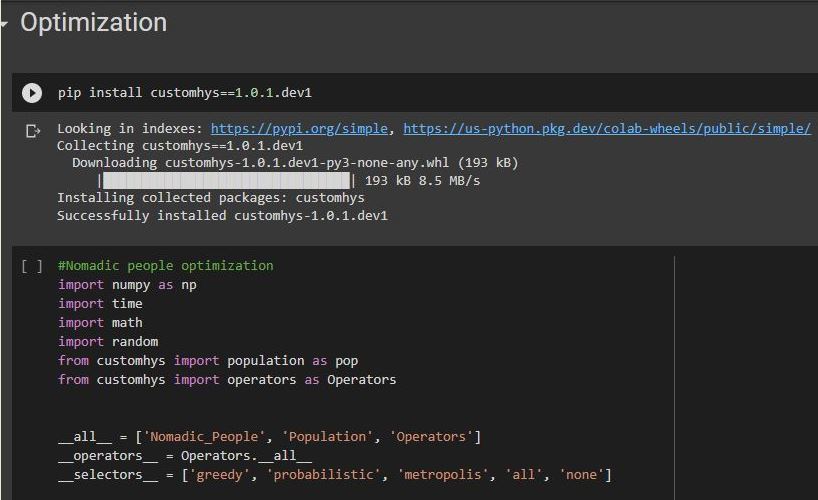 Optimization
pip install customhys==1.0.1.dev1
Looking in indexes: https://pypi.org/simple, https://us-python.pkg.dev/colab-wheels/public/simple/
Collecting customhys==1.0.1.dev1
Downloading customhys-1.0.1.dev1-py3-none-any.whl (193 kB)
| | 193 kB 8.5 MB/s
Installing collected packages: customhys
Successfully installed customhys-1.0.1.dev1
[ ] #Nomadic people optimization
import numpy as np
import time
import math
import random
from customhys import population as pop
from customhys import operators as Operators
__all__ = ['Nomadic_People', 'Population', 'Operators']
__operators__ = Operators.__all__
__selectors__ = ['greedy', 'probabilistic', 'metropolis', 'all', 'none']